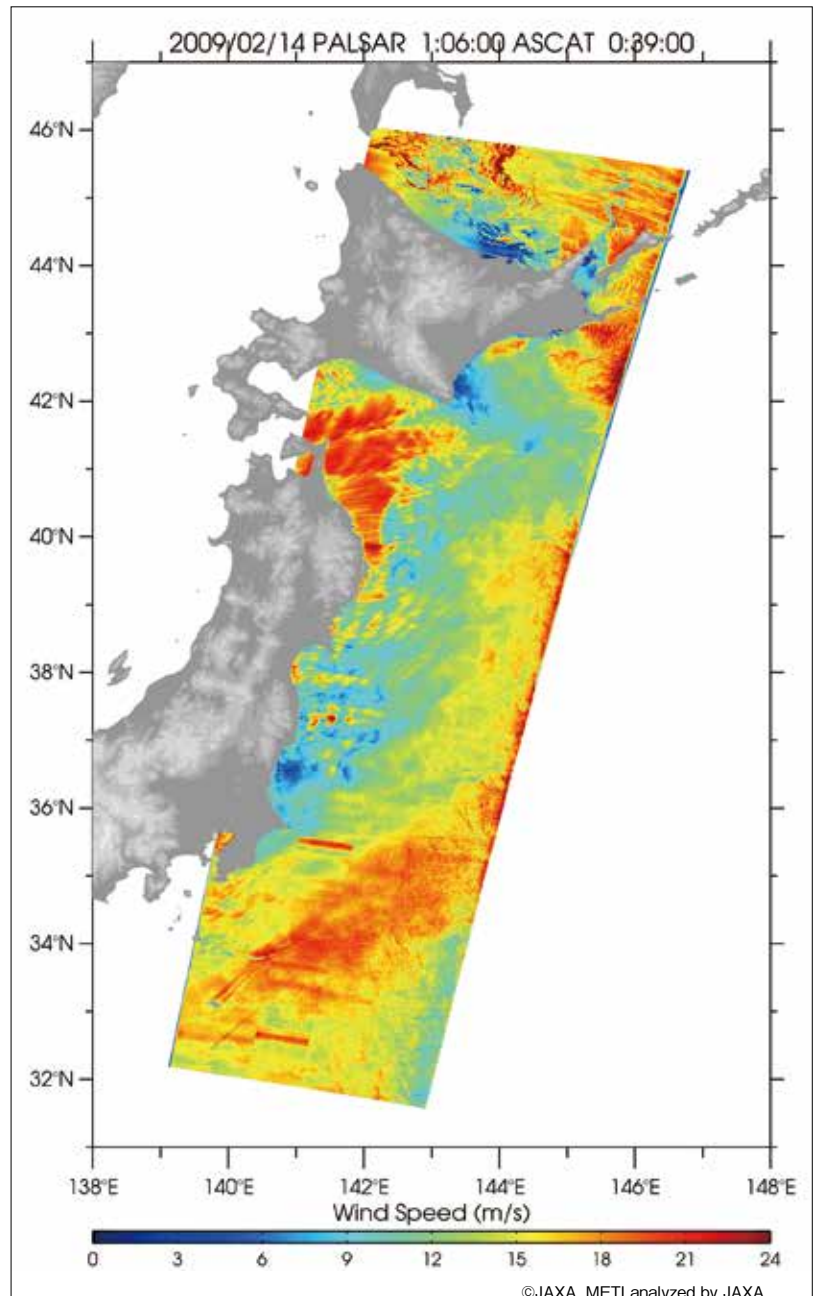 2009/02/14 PALSAR 1:06:00 ASCAT 0:39:00
46°N
44°N
42°N
40°N
38°N
36°N
34°N
32°N
138°E 140°E 142°E 144°E 146°E 148°E
Wind Speed (m/s)
0 3 6 9 12 15 18 21 24
©JAXA, METI analyzed by JAXA